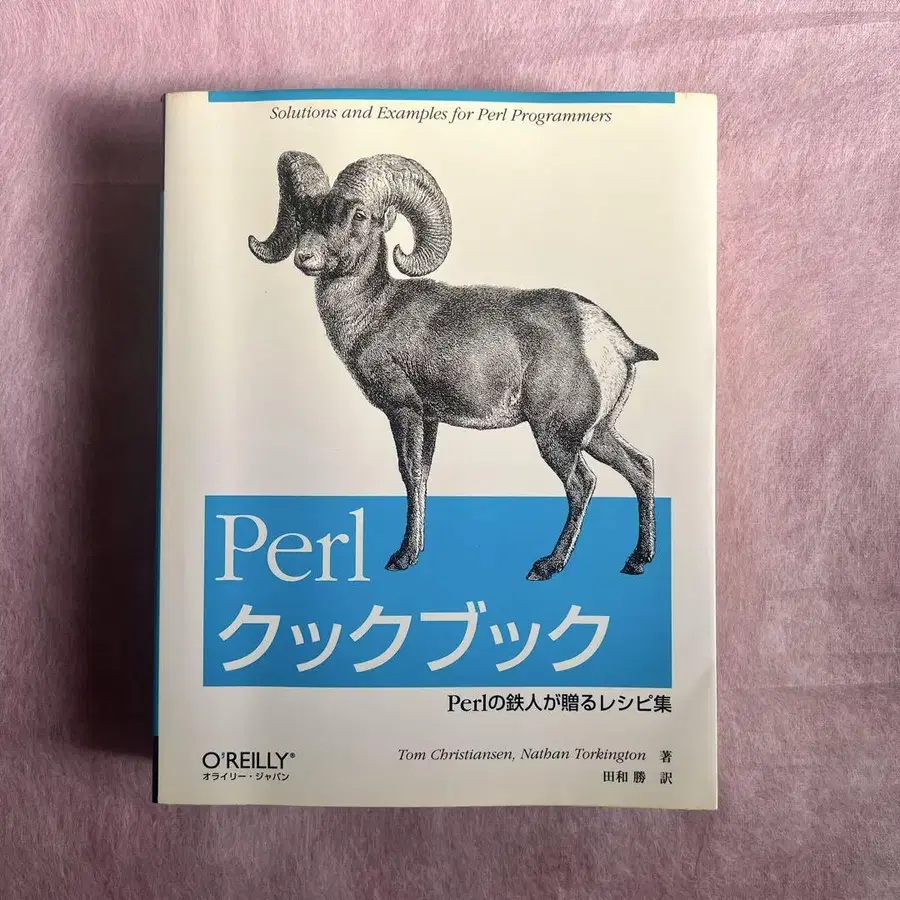 Solutions and Examples for Perl Programmers
Perl
クックブック
Perlの鉄人が贈るレシピ集
Tom Christiansen, Nathan Torkington 著
田和 勝 訳
O'REILLY®
オライリー・ジャパン